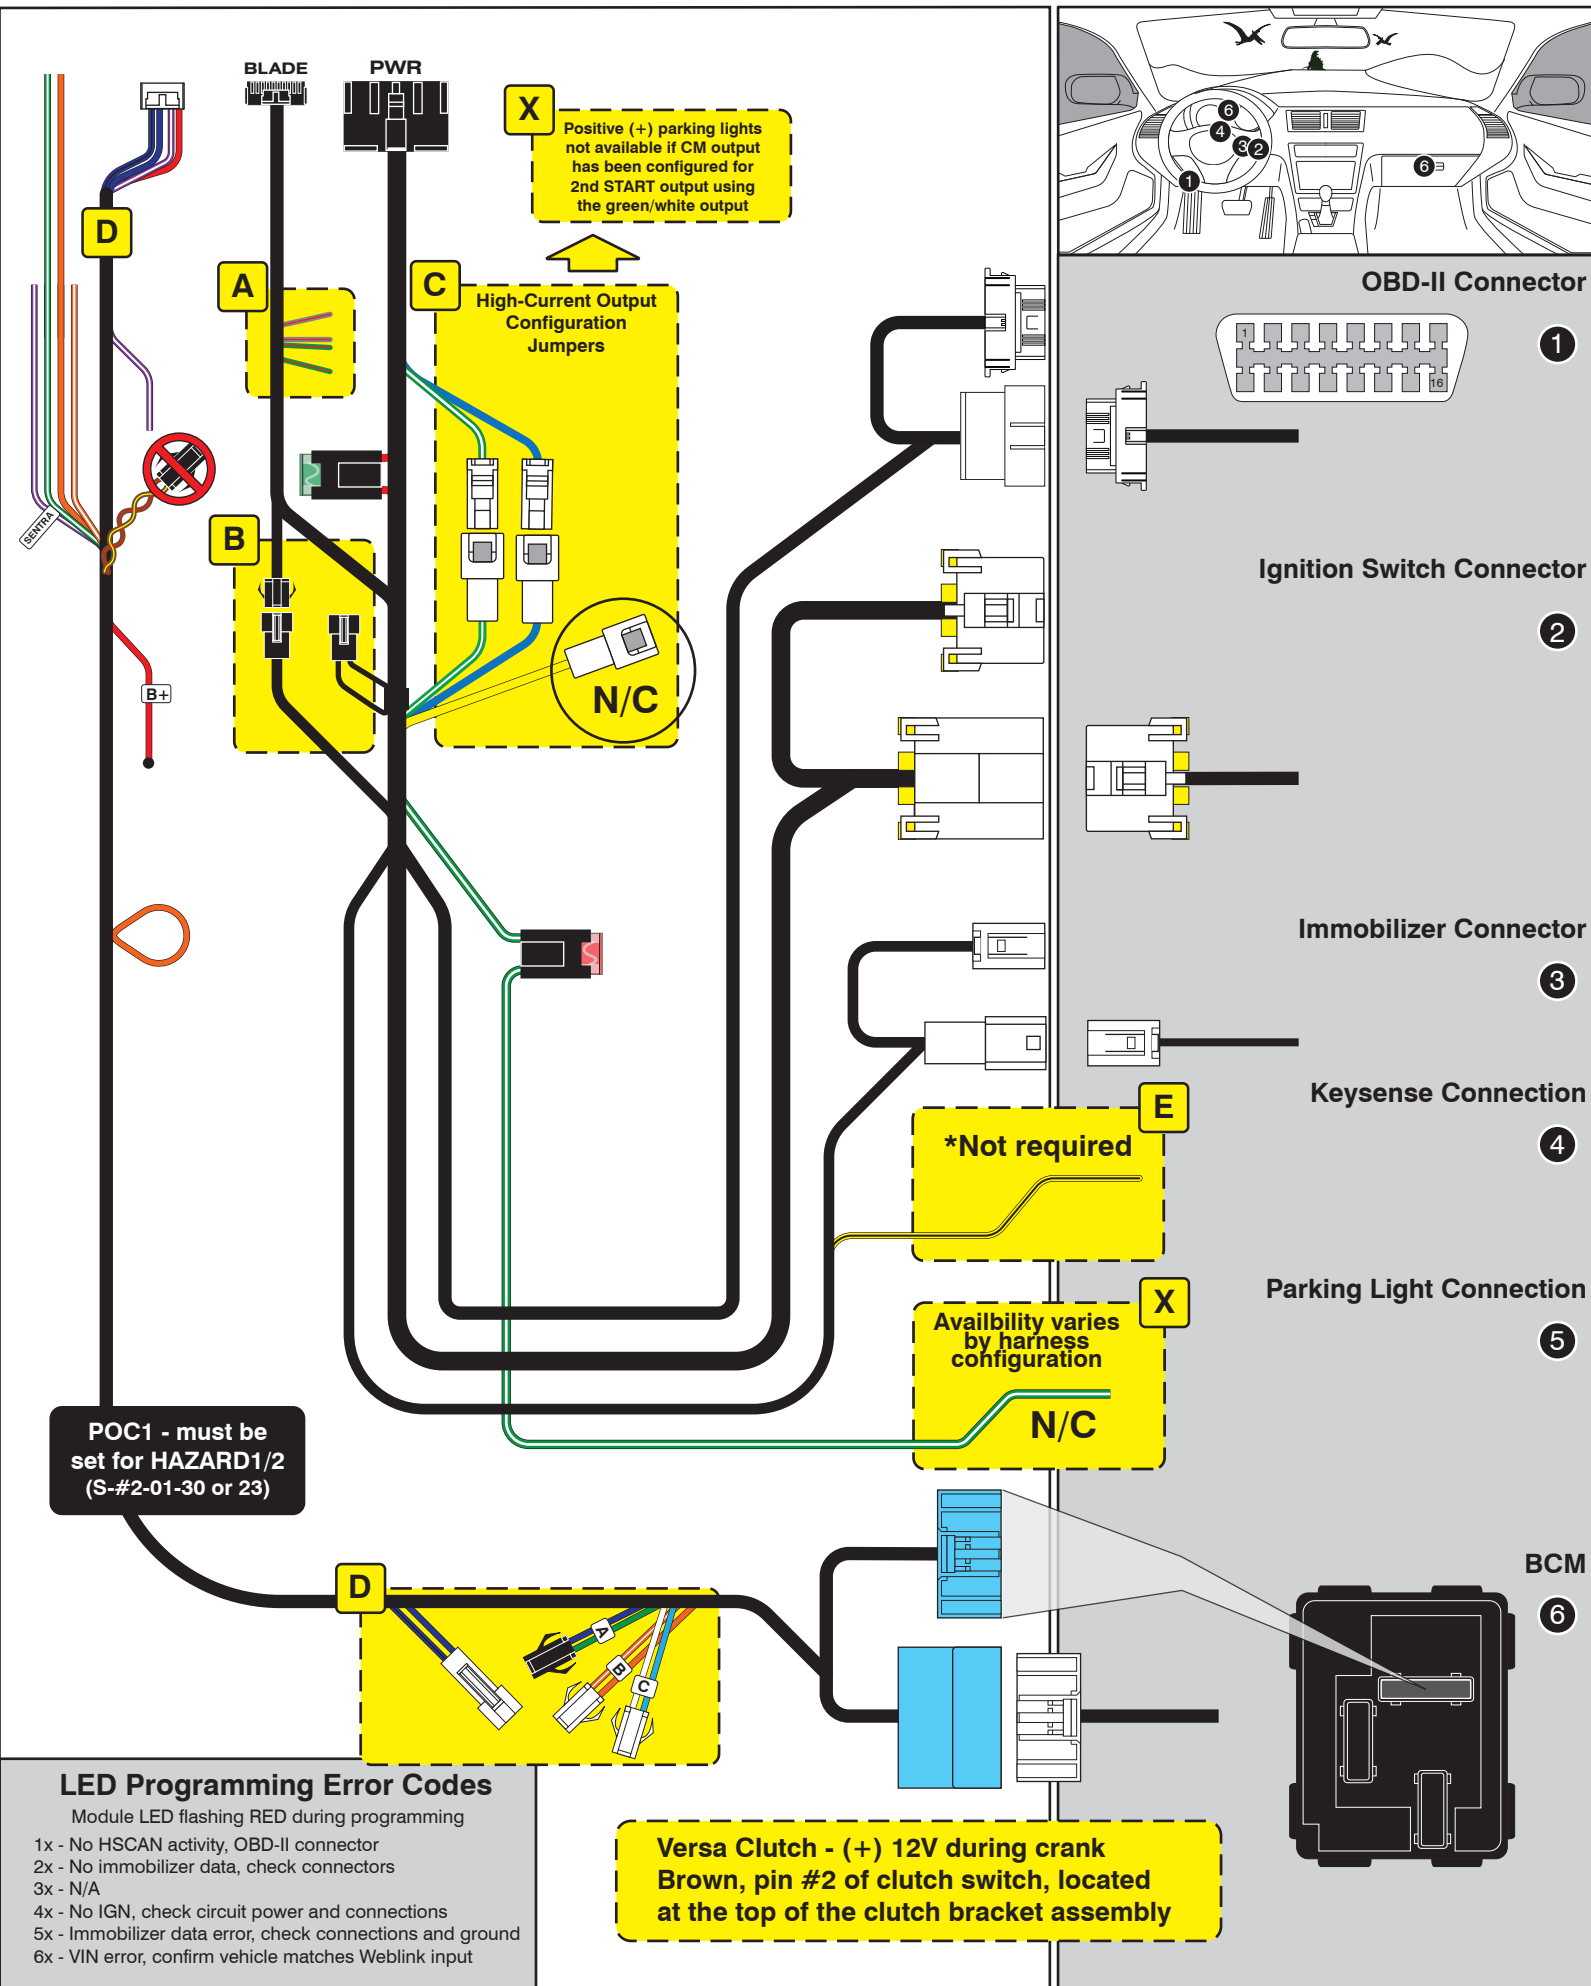 BLADE
PWR
X
Positive (+) parking lights
not available if CM output
has been configured for
2nd START output using
the green/white output
6
4
3
2
6
1
D
A
C
High-Current Output
Configuration
Jumpers
OBD-II Connector
1
1
16
SENTRA
B
Ignition Switch Connector
2
B+
N/C
Immobilizer Connector
3
Keysense Connection
4
E
*Not required
Parking Light Connection
5
X
Availbility varies
by harness
configuration
N/C
POC1 - must be
set for HAZARD1/2
(S-#2-01-30 or 23)
BCM
6
D
A
B
C
LED Programming Error Codes
Module LED flashing RED during programming
1x - No HSCAN activity, OBD-II connector
2x - No immobilizer data, check connectors
3x - N/A
4x - No IGN, check circuit power and connections
5x - Immobilizer data error, check connections and ground
6x - VIN error, confirm vehicle matches Weblink input
Versa Clutch - (+) 12V during crank
Brown, pin #2 of clutch switch, located
at the top of the clutch bracket assembly